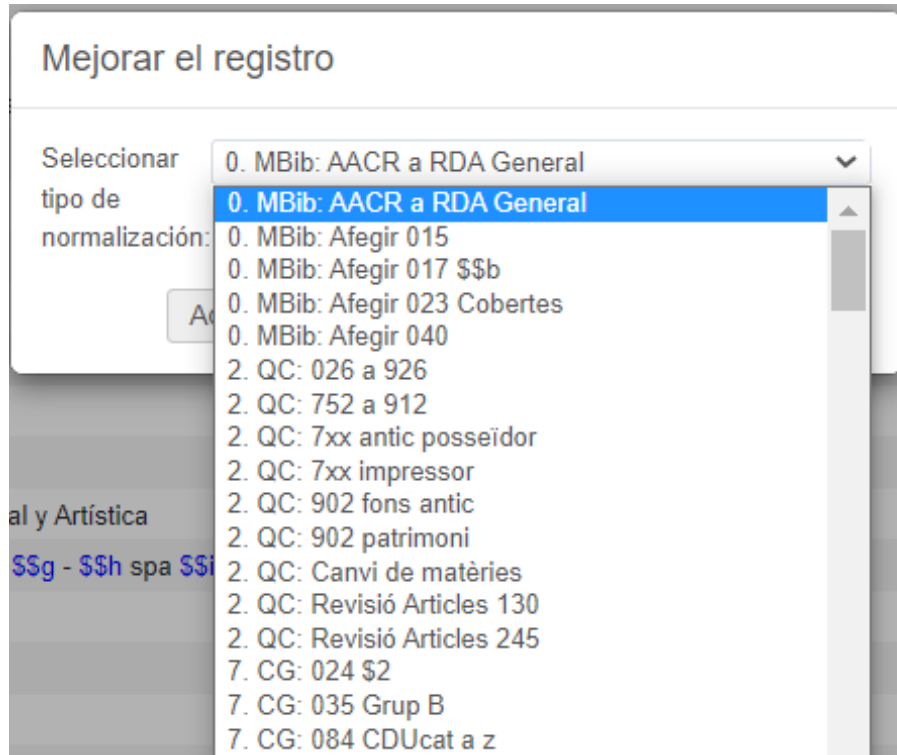 Mejorar el registro
Seleccionar
tipo de
normalización:
0. MBib: AACR a RDA General
0. MBib: AACR a RDA General
0. MBib: Afegir 015
0. MBib: Afegir 017 $$b
0. MBib: Afegir 023 Cobertes
0. MBib: Afegir 040
2. QC: 026 a 926
2. QC: 752 a 912
2. QC: 7xx antic posseïdor
2. QC: 7xx impressor
2. QC: 902 fons antic
2. QC: 902 patrimoni
2. QC: Canvi de matèries
2. QC: Revisió Articles 130
2. QC: Revisió Articles 245
7. CG: 024 $2
7. CG: 035 Grup B
7. CG: 084 CDUcat a z
al y Artística
$$g - $$h spa $$i